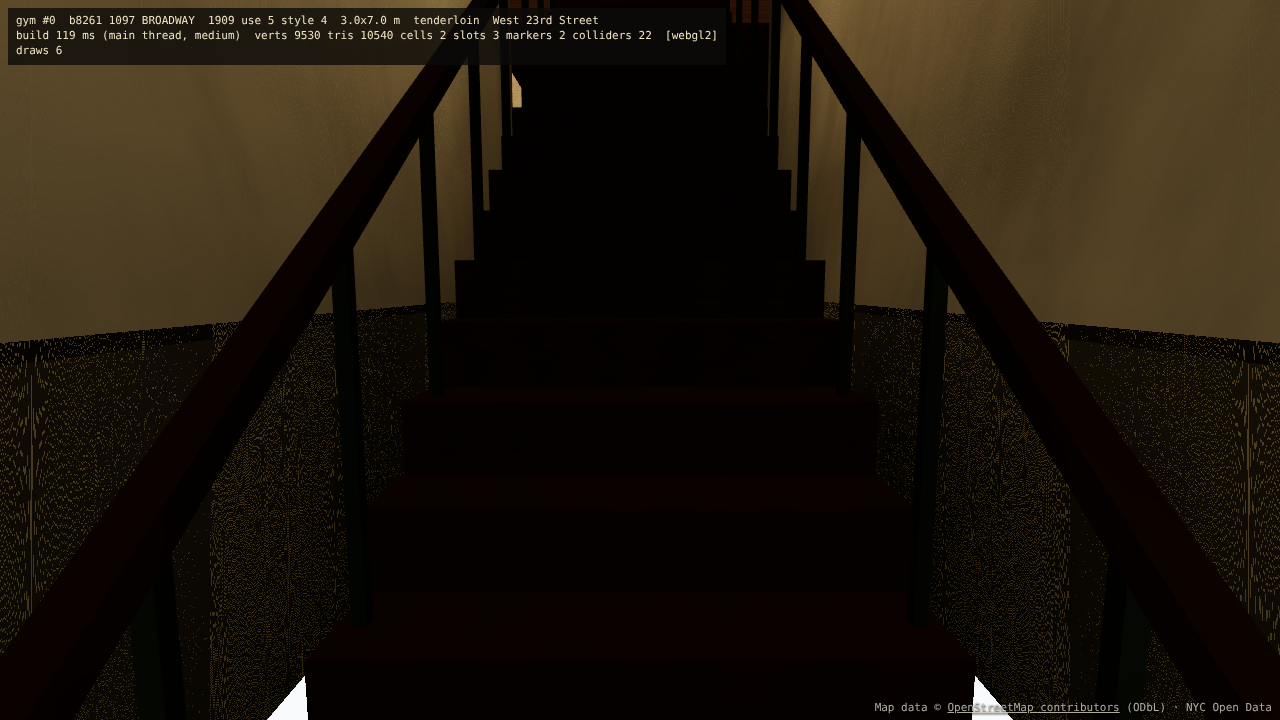 gym #0  b8261 1097 BROADWAY  1909 use 5 style 4  3.0x7.0 m  tenderloin  West 23rd Street
build 119 ms (main thread, medium)  verts 9530 tris 10540 cells 2 slots 3 markers 2 colliders 22  [webgl2]
draws 6
Map data © OpenStreetMap contributors (ODbL) · NYC Open Data